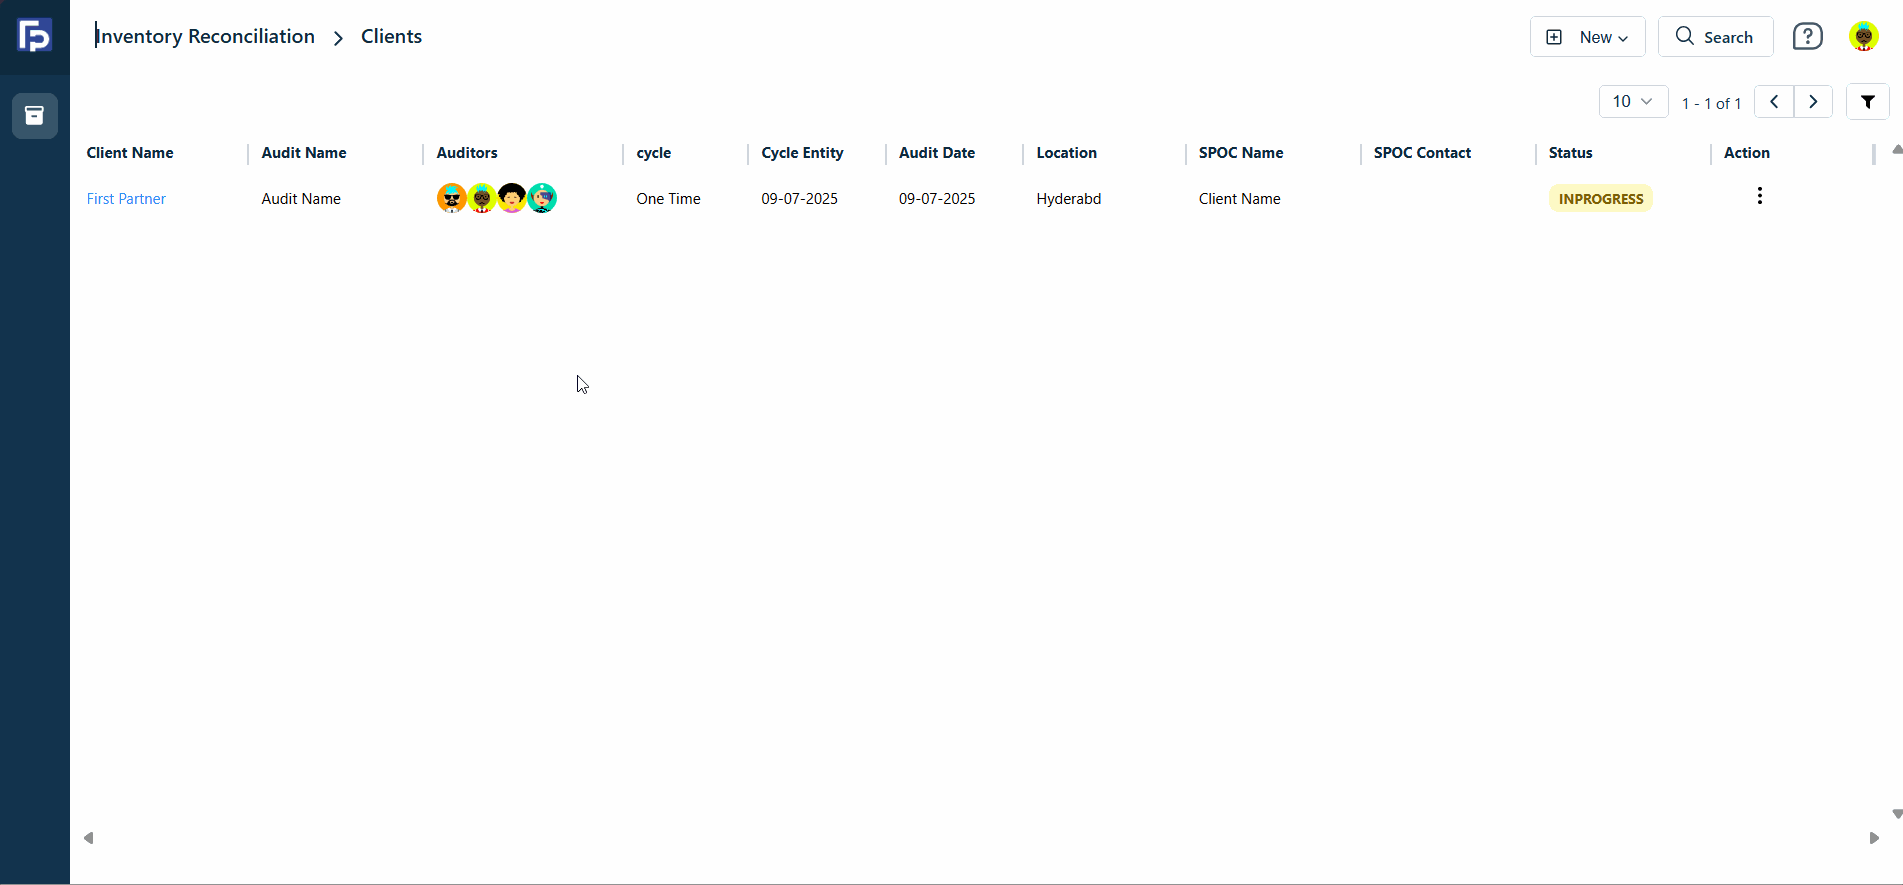 Inventory Reconciliation > Clients
New
Search
10
1 - 1 of 1
Client Name Audit Name Auditors cycle Cycle Entity Audit Date Location SPOC Name SPOC Contact Status Action
First Partner Audit Name One Time 09-07-2025 09-07-2025 Hyderabd Client Name INPROGRESS